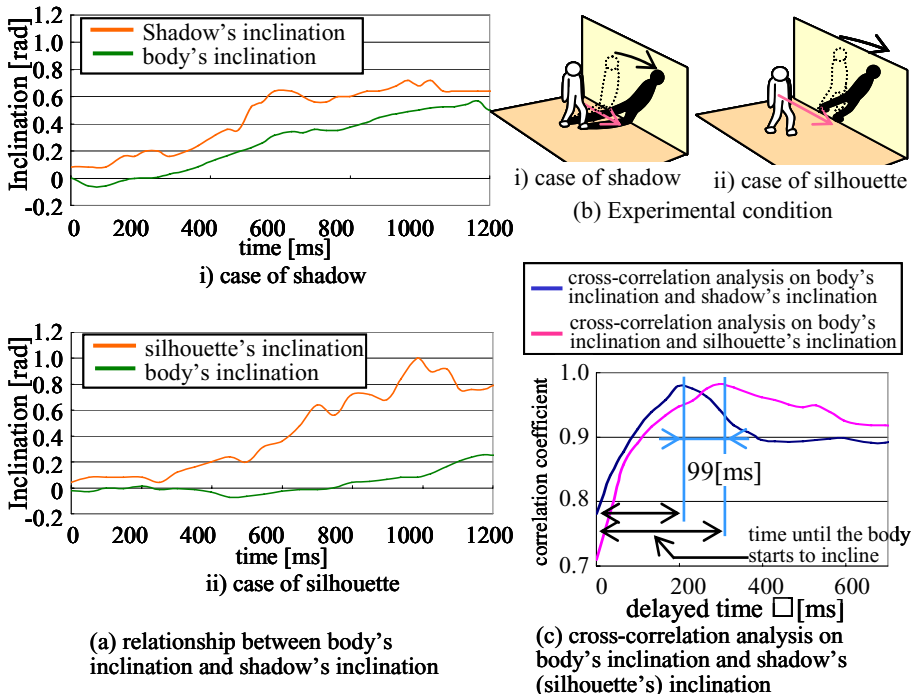 1.2
1.0
0.8
0.6
0.4
0.2
0
-0.2
Inclination [rad]
Shadow's inclination
body's inclination
0 200 400 600 800 1000 1200
time [ms]
i) case of shadow
1.2
1.0
0.8
0.6
0.4
0.2
0
-0.2
Inclination [rad]
silhouette's inclination
body's inclination
0 200 400 600 800 1000 1200
time [ms]
ii) case of silhouette
(a) relationship between body's
inclination and shadow's inclination
i) case of shadow
ii) case of silhouette
(b) Experimental condition
cross-correlation analysis on body's
inclination and shadow's inclination
cross-correlation analysis on body's
inclination and silhouette's inclination
1.0
0.9
0.8
0.7
correlation coefficient
99[ms]
time until the body
starts to incline
0 200 400 600
delayed time □[ms]
(c) cross-correlation analysis on
body's inclination and shadow's
(silhouette's) inclination